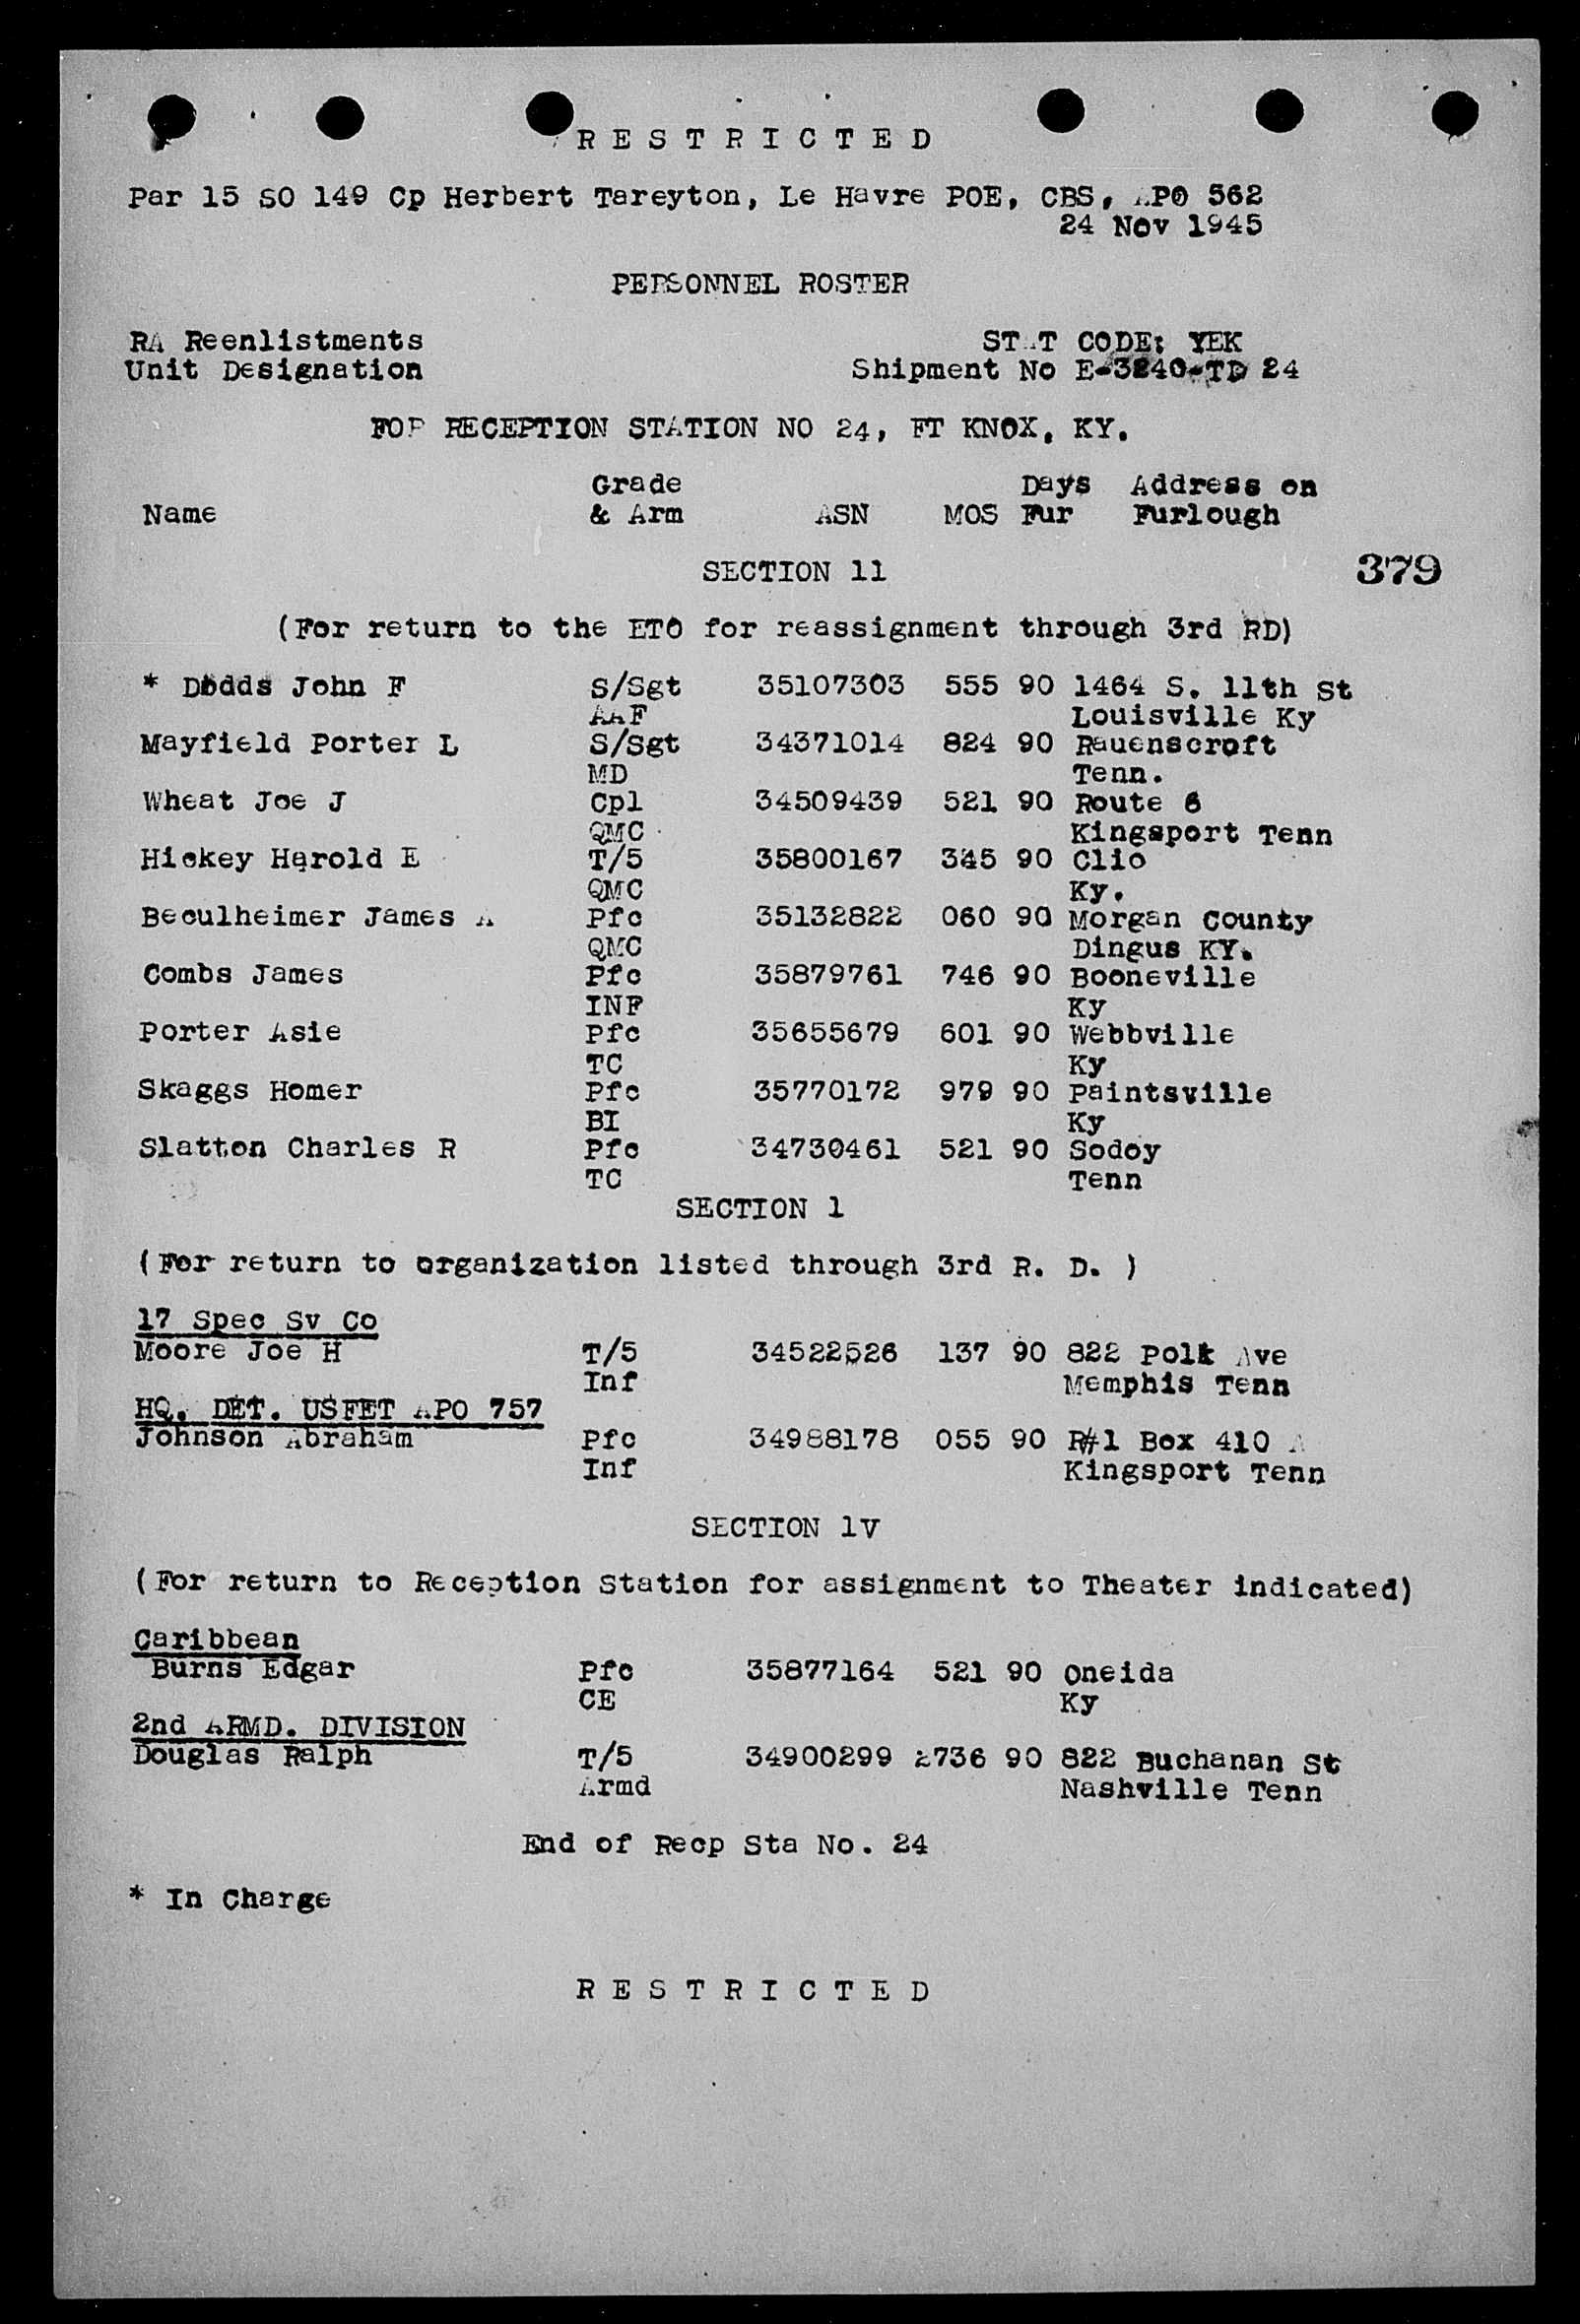 RESTRICTED
Par 15 SO 149 Cp Herbert Tareyton, Le Havre POE, CBS, APO 562
24 Nov 1945
PERSONNEL ROSTER
RA Reenlistments STAT CODE: YEK
Unit Designation Shipment No E-3240-TD 24
FOR RECEPTION STATION NO 24, FT KNOX, KY.
Grade Days Address on
Name & Arm ASN MOS Fur Furlough
SECTION 11 379
(For return to the ETO for reassignment through 3rd RD)
* Dodds John F S/Sgt 35107303 555 90 1464 S. 11th St
AAF Louisville Ky
Mayfield Porter L S/Sgt 34371014 824 90 Rauenscroft
MD Tenn.
Wheat Joe J Cpl 34509439 521 90 Route 6
QMC Kingsport Tenn
Hickey Harold E T/5 35800167 345 90 Clio
QMC Ky.
Beculheimer James A Pfc 35132822 060 90 Morgan County
QMC Dingus KY.
Combs James Pfc 35879761 746 90 Booneville
INF Ky
Porter Asie Pfc 35655679 601 90 Webbville
TC Ky
Skaggs Homer Pfc 35770172 979 90 Paintsville
BI Ky
Slatton Charles R Pfc 34730461 521 90 Sodoy
TC Tenn
SECTION 1
(For return to organization listed through 3rd R. D. )
17 Spec Sv Co
Moore Joe H T/5 34522526 137 90 822 Polk Ave
Inf Memphis Tenn
HQ. DET. USFET APO 757
Johnson Abraham Pfc 34988178 055 90 R#1 Box 410 A
Inf Kingsport Tenn
SECTION 1V
(For return to Reception Station for assignment to Theater indicated)
Caribbean
Burns Edgar Pfc 35877164 521 90 Oneida
CE Ky
2nd ARMD. DIVISION
Douglas Ralph T/5 34900299 2736 90 822 Buchanan St
Armd Nashville Tenn
End of Recp Sta No. 24
* In Charge
RESTRICTED